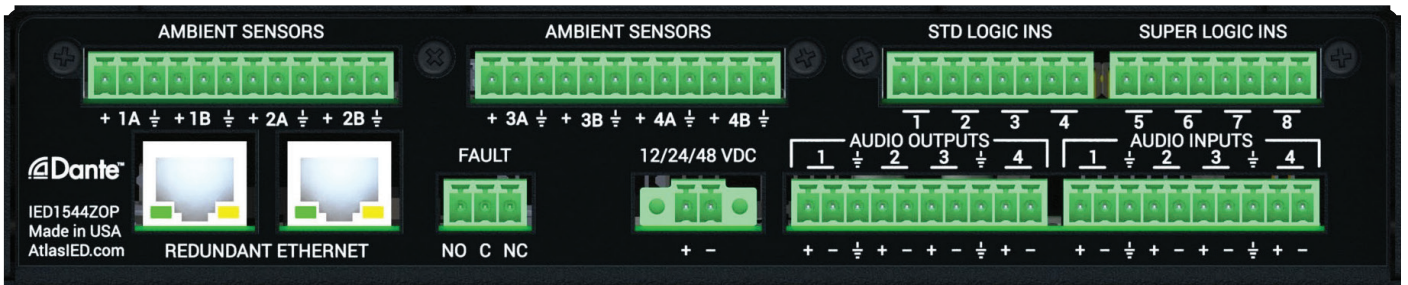 AMBIENT SENSORS
AMBIENT SENSORS
STD LOGIC INS
SUPER LOGIC INS
+ 1A ⏚ + 1B ⏚ + 2A ⏚ + 2B ⏚
+ 3A ⏚ + 3B ⏚ + 4A ⏚ + 4B ⏚
1 2 3 4
5 6 7 8
Dante™
IED1544ZOP
Made in USA
AtlasIED.com
REDUNDANT ETHERNET
FAULT
NO C NC
12/24/48 VDC
+ −
AUDIO OUTPUTS
1 ⏚ 2 3 ⏚ 4
+ − ⏚ + − + − ⏚ + −
AUDIO INPUTS
1 ⏚ 2 3 ⏚ 4
+ − ⏚ + − + − ⏚ + −